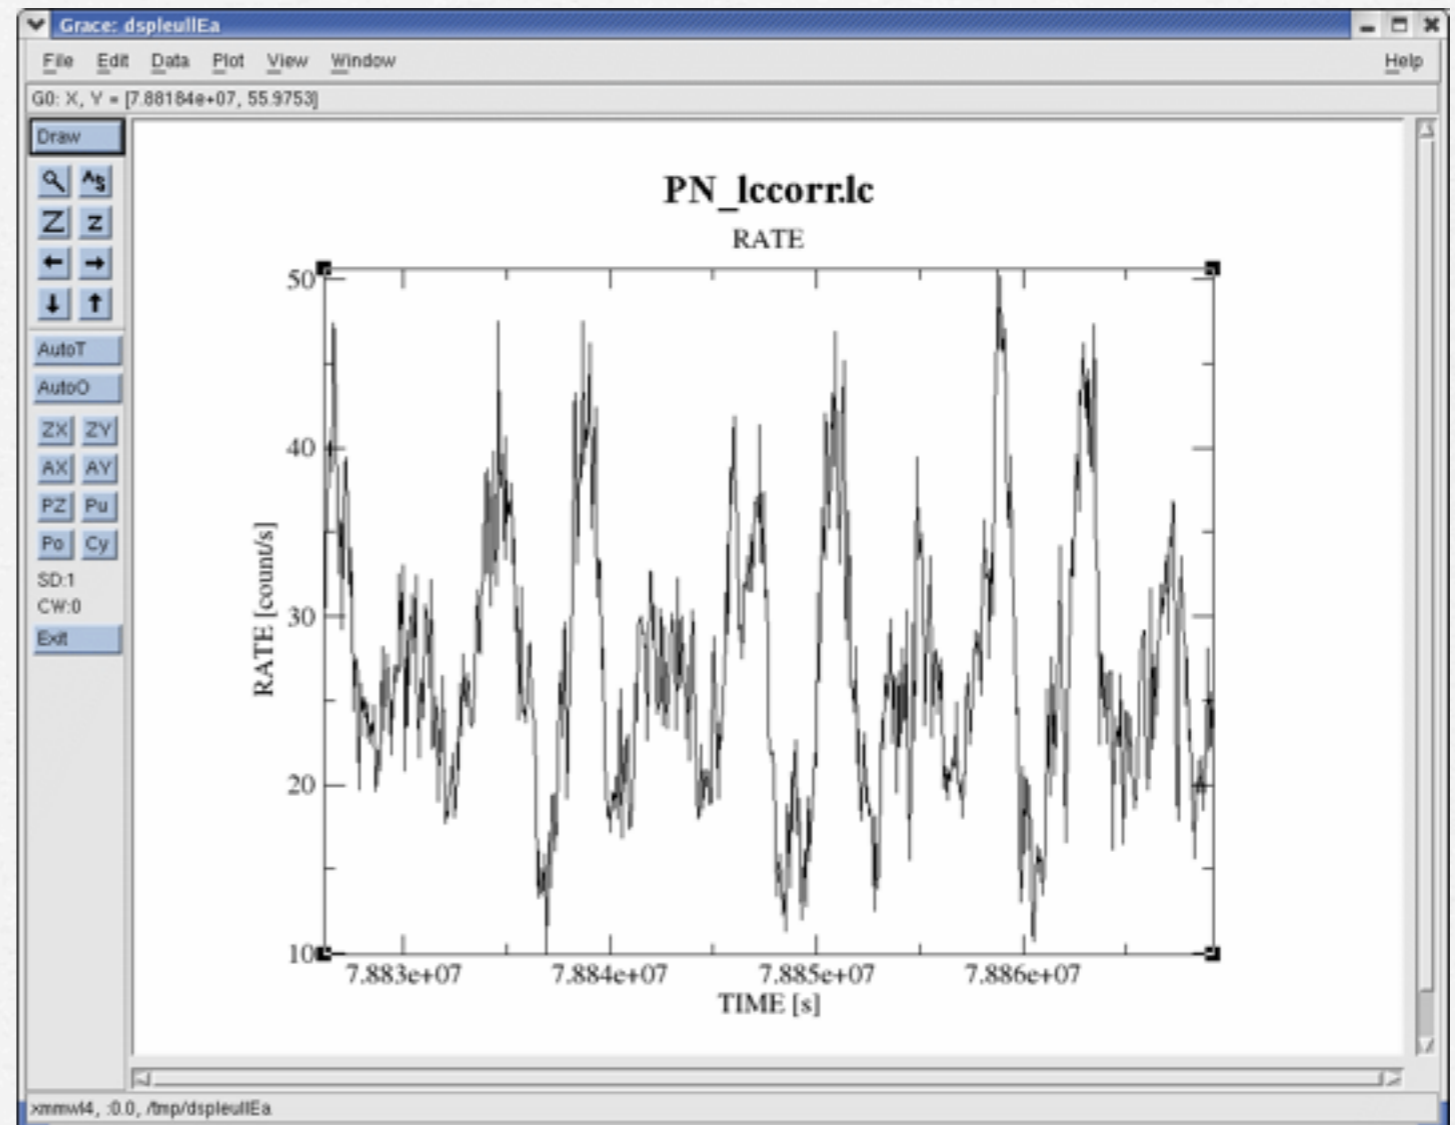 Grace: dspleullEa
File Edit Data Plot View Window Help
G0: X, Y = [7.88184e+07, 55.9753]
Draw
A S
Z z
AutoT
AutoO
ZX ZY
AX AY
PZ Pu
Po Cy
SD:1
CW:0
Exit
PN_lccorr.lc
RATE
50
40
30
20
10
RATE [count/s]
7.883e+07 7.884e+07 7.885e+07 7.886e+07
TIME [s]
xmmwl4, :0.0, /tmp/dspleullEa